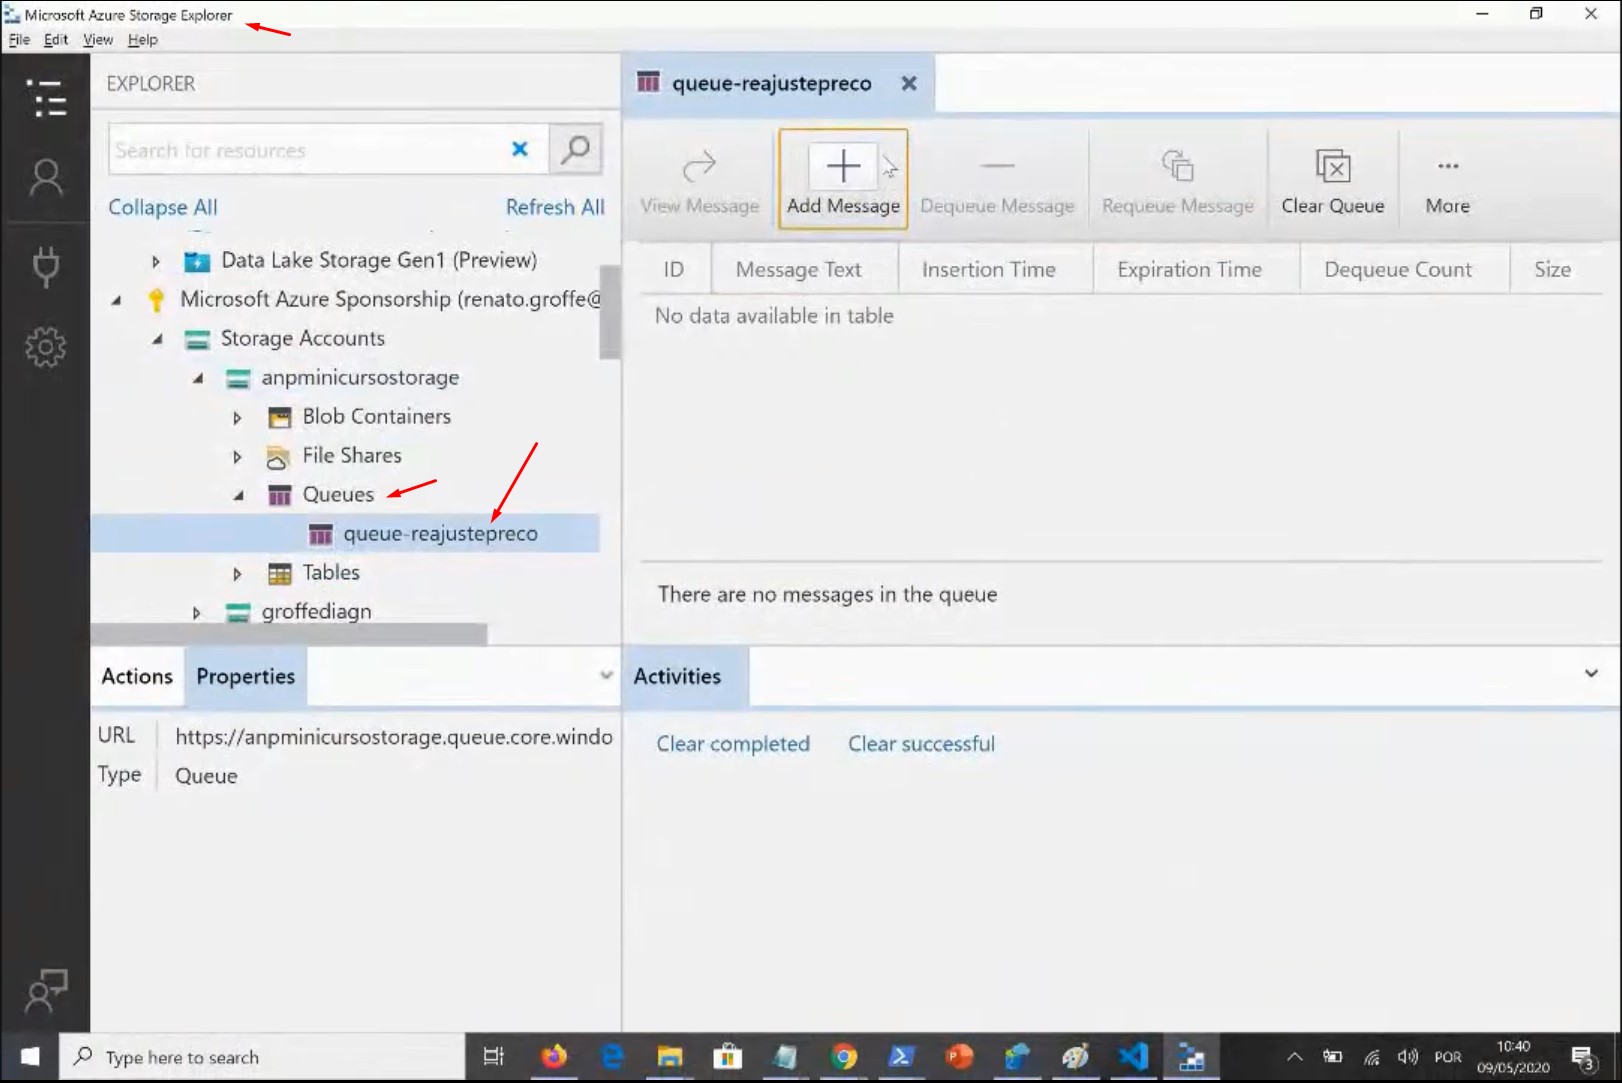 Microsoft Azure Storage Explorer
File Edit View Help
EXPLORER
Search for resources
Collapse All Refresh All
Data Lake Storage Gen1 (Preview)
Microsoft Azure Sponsorship (renato.groffe@
Storage Accounts
anpminicursostorage
Blob Containers
File Shares
Queues
queue-reajustepreco
Tables
groffediagn
Actions Properties
URL https://anpminicursostorage.queue.core.windo
Type Queue
queue-reajustepreco
View Message Add Message Dequeue Message Requeue Message Clear Queue More
ID Message Text Insertion Time Expiration Time Dequeue Count Size
No data available in table
There are no messages in the queue
Activities
Clear completed Clear successful
Type here to search
POR
10:40
09/05/2020
3